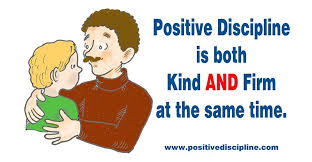 Positive Discipline
is both
Kind AND Firm
at the same time.
www.positivediscipline.com